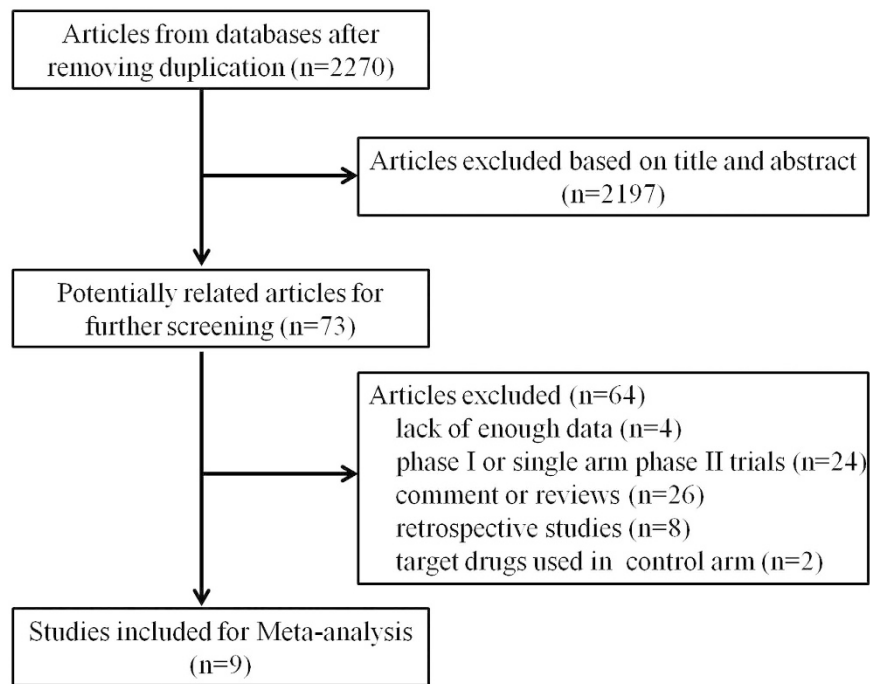 Articles from databases after
removing duplication (n=2270)
Articles excluded based on title and abstract
(n=2197)
Potentially related articles for
further screening (n=73)
Articles excluded (n=64)
lack of enough data (n=4)
phase I or single arm phase II trials (n=24)
comment or reviews (n=26)
retrospective studies (n=8)
target drugs used in control arm (n=2)
Studies included for Meta-analysis
(n=9)